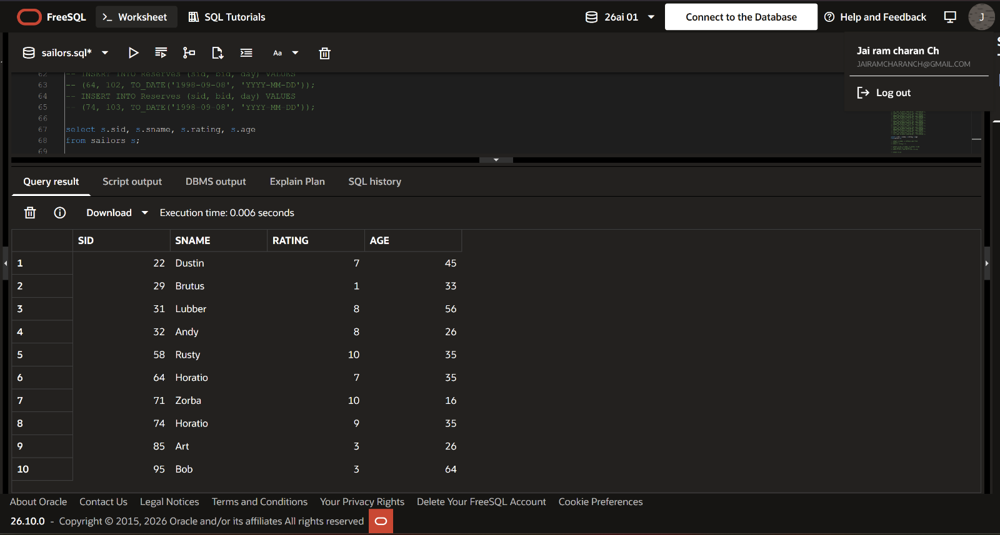 FreeSQL >_ Worksheet SQL Tutorials 26ai 01 Connect to the Database Help and Feedback J
sailors.sql* Aa
Jai ram charan Ch
JAIRAMCHARANCH@GMAIL.COM
Log out
62 -- INSERT INTO Reserves (sid, bid, day) VALUES
63 -- (64, 102, TO_DATE('1998-09-08', 'YYYY-MM-DD'));
64 -- INSERT INTO Reserves (sid, bid, day) VALUES
65 -- (74, 103, TO_DATE('1998-09-08', 'YYYY-MM-DD'));
66
67 select s.sid, s.sname, s.rating, s.age
68 from sailors s;
69
Query result Script output DBMS output Explain Plan SQL history
Download Execution time: 0.006 seconds
SID SNAME RATING AGE
1 22 Dustin 7 45
2 29 Brutus 1 33
3 31 Lubber 8 56
4 32 Andy 8 26
5 58 Rusty 10 35
6 64 Horatio 7 35
7 71 Zorba 10 16
8 74 Horatio 9 35
9 85 Art 3 26
10 95 Bob 3 64
About Oracle Contact Us Legal Notices Terms and Conditions Your Privacy Rights Delete Your FreeSQL Account Cookie Preferences
26.10.0 - Copyright © 2015, 2026 Oracle and/or its affiliates All rights reserved